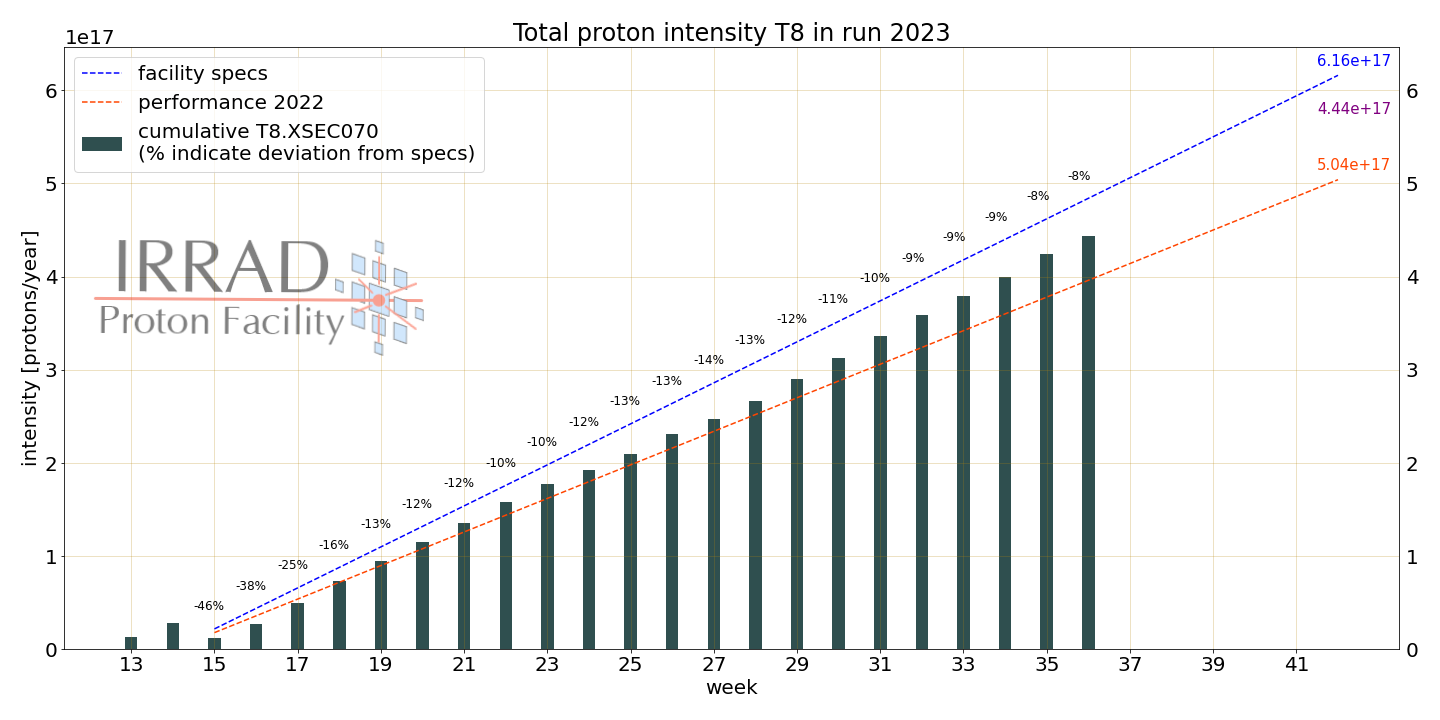 Total proton intensity T8 in run 2023
1e17
facility specs
performance 2022
cumulative T8.XSEC070
(% indicate deviation from specs)
6.16e+17
4.44e+17
5.04e+17
IRRAD
Proton Facility
intensity [protons/year]
6
5
4
3
2
1
0
-46%
-38%
-25%
-16%
-13%
-12%
-12%
-10%
-10%
-12%
-13%
-13%
-14%
-13%
-12%
-11%
-10%
-9%
-9%
-9%
-8%
-8%
6
5
4
3
2
1
0
13 15 17 19 21 23 25 27 29 31 33 35 37 39 41
week